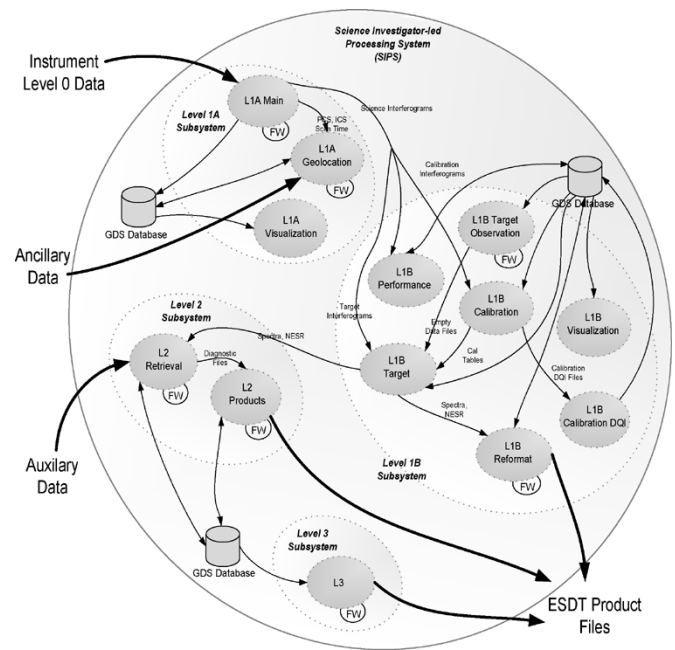 Science Investigator-led
Processing System
(SIPS)
Instrument
Level 0 Data
L1A Main
FW
Level 1A
Subsystem
Science Interferograms
PCS, ICS
Scan Time
L1A
Geolocation
FW
Calibration
Interferograms
GDS Database
GDS Database
L1A
Visualization
L1B Target
Observation
FW
Ancillary
Data
L1B
Performance
L1B
Calibration
Level 2
Subsystem
Target
Interferograms
Empty
Data Files
L1B
Visualization
Spectra, NESR
L2
Retrieval
FW
Diagnostic
Files
L1B
Target
Cal
Tables
Calibration
DQI Files
L2
Products
FW
Spectra,
NESR
L1B
Calibration DQI
Auxilary
Data
L1B
Reformat
FW
Level 1B
Subsystem
Level 3
Subsystem
GDS Database
L3
FW
ESDT Product
Files